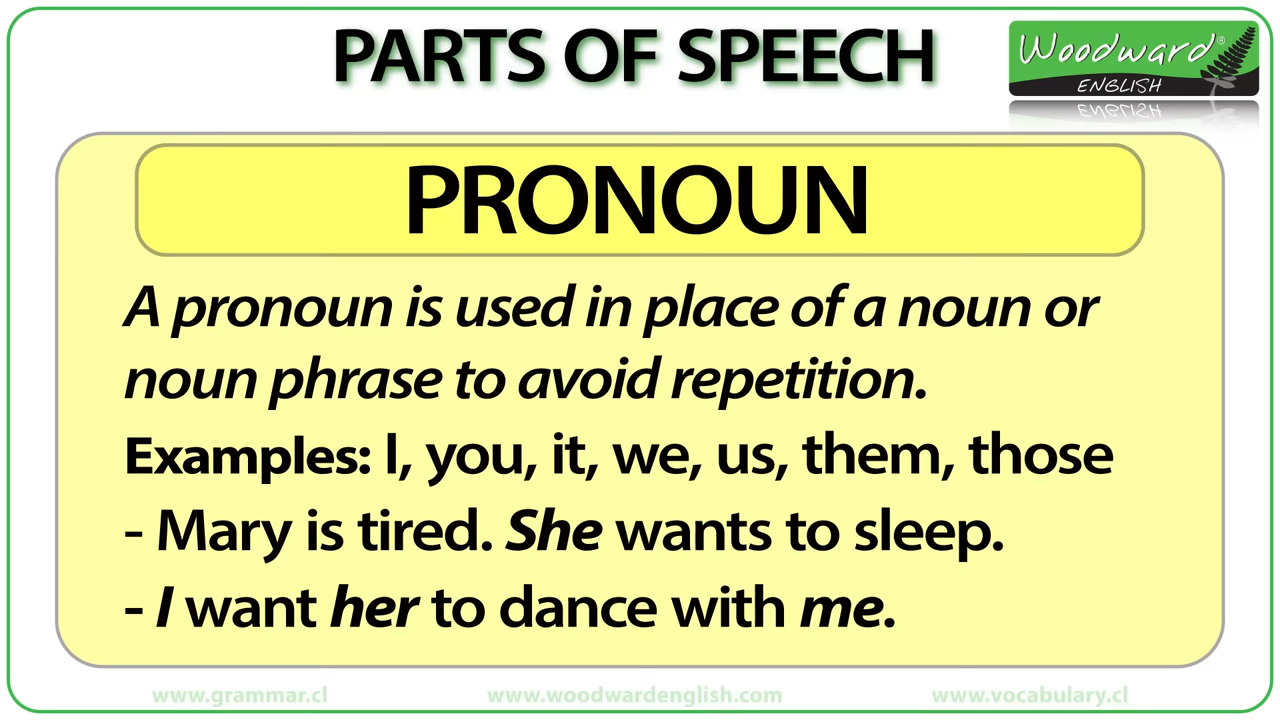 PARTS OF SPEECH
Woodward®
ENGLISH
PRONOUN
A pronoun is used in place of a noun or
noun phrase to avoid repetition.
Examples: I, you, it, we, us, them, those
- Mary is tired. She wants to sleep.
- I want her to dance with me.
www.grammar.cl www.woodwardenglish.com www.vocabulary.cl